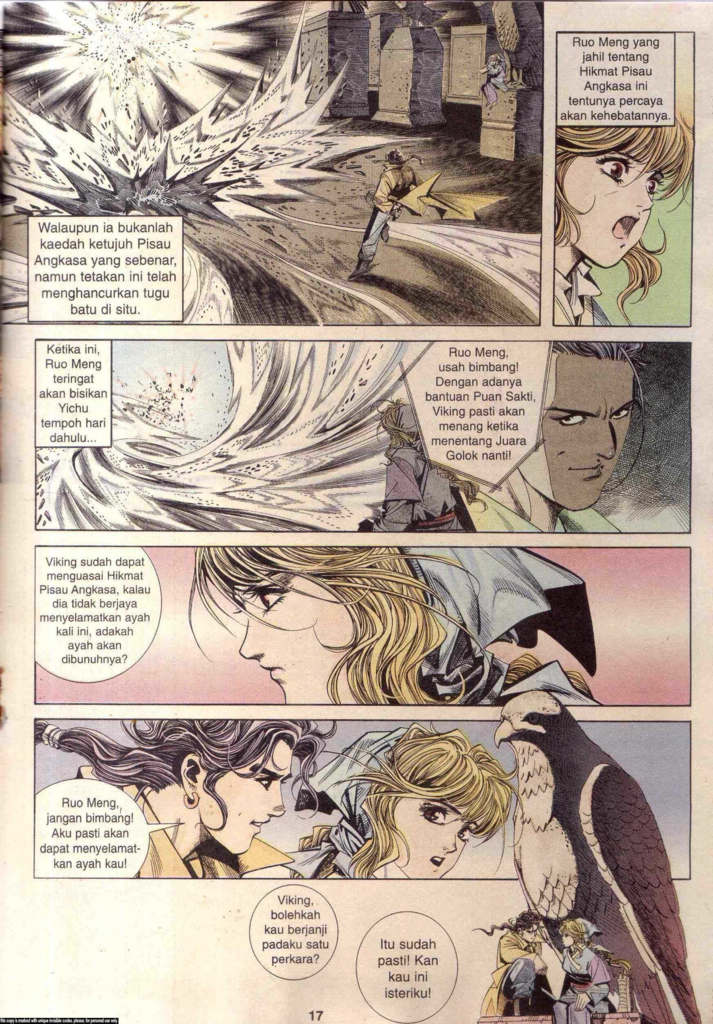 Walaupun ia bukanlah
kaedah ketujuh Pisau
Angkasa yang sebenar,
namun tetakan ini telah
menghancurkan tugu
batu di situ.
Ruo Meng yang
jahil tentang
Hikmat Pisau
Angkasa ini
tentunya percaya
akan kehebatannya.
Ketika ini,
Ruo Meng
teringat
akan bisikan
Yichu
tempoh hari
dahulu...
Ruo Meng,
usah bimbang!
Dengan adanya
bantuan Puan Sakti,
Viking pasti akan
menang ketika
menentang Juara
Golok nanti!
Viking sudah dapat
menguasai Hikmat
Pisau Angkasa, kalau
dia tidak berjaya
menyelamatkan ayah
kali ini, adakah
ayah akan
dibunuhnya?
Ruo Meng,
jangan bimbang!
Aku pasti akan
dapat menyelamat-
kan ayah kau!
Viking,
bolehkah
kau berjanji
padaku satu
perkara?
Itu sudah
pasti! Kan
kau ini
isteriku!
17